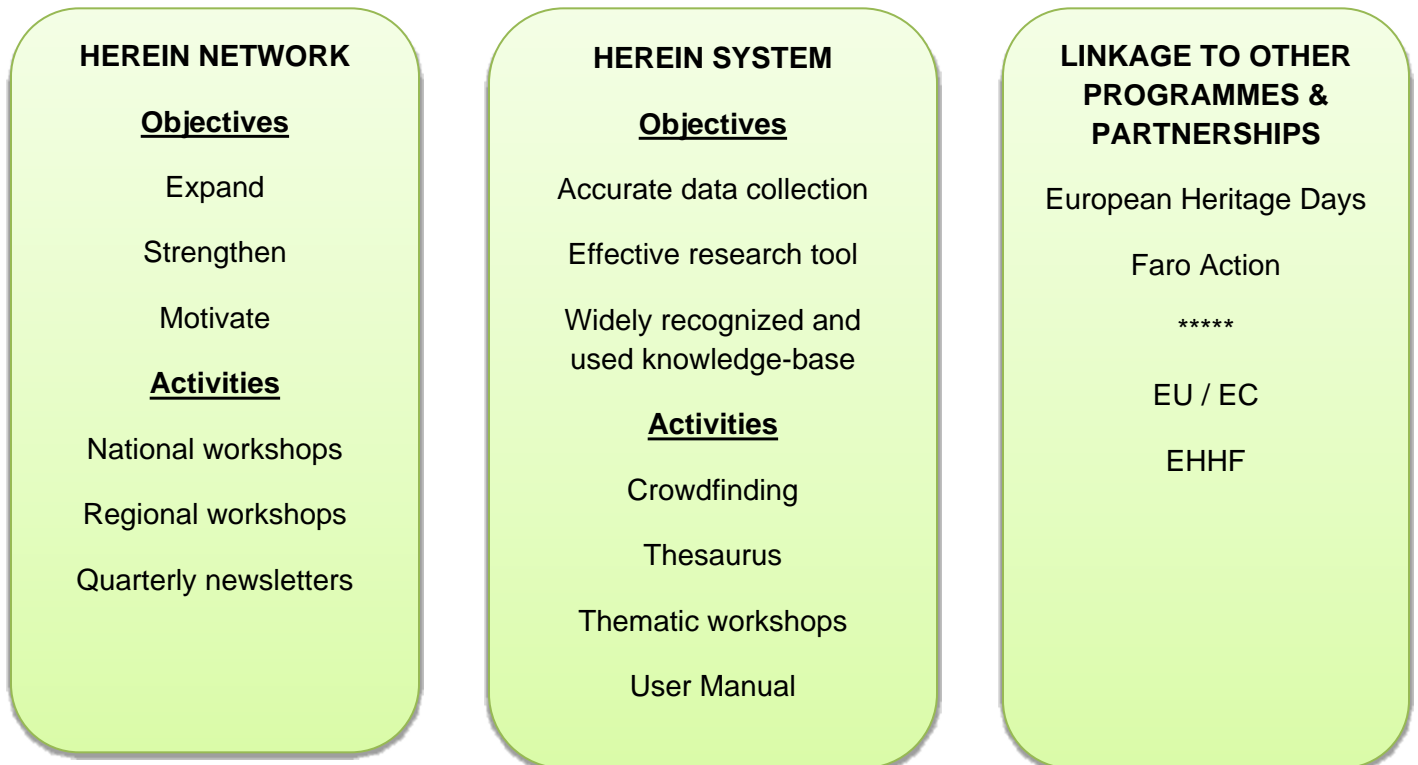 HEREIN NETWORK
Objectives
Expand
Strengthen
Motivate
Activities
National workshops
Regional workshops
Quarterly newsletters
HEREIN SYSTEM
Objectives
Accurate data collection
Effective research tool
Widely recognized and
used knowledge-base
Activities
Crowdfinding
Thesaurus
Thematic workshops
User Manual
LINKAGE TO OTHER
PROGRAMMES &
PARTNERSHIPS
European Heritage Days
Faro Action
*****
EU / EC
EHHF